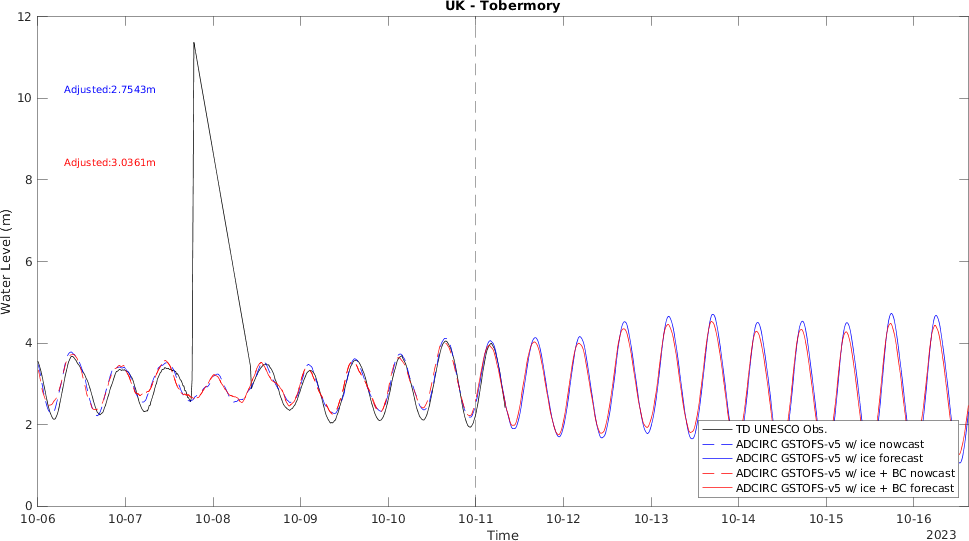 UK - Tobermory
12
10
8
6
4
2
0
Water Level (m)
Adjusted:2.7543m
Adjusted:3.0361m
TD UNESCO Obs.
ADCIRC GSTOFS-v5 w/ ice nowcast
ADCIRC GSTOFS-v5 w/ ice forecast
ADCIRC GSTOFS-v5 w/ ice + BC nowcast
ADCIRC GSTOFS-v5 w/ ice + BC forecast
10-06 10-07 10-08 10-09 10-10 10-11 10-12 10-13 10-14 10-15 10-16
Time
2023